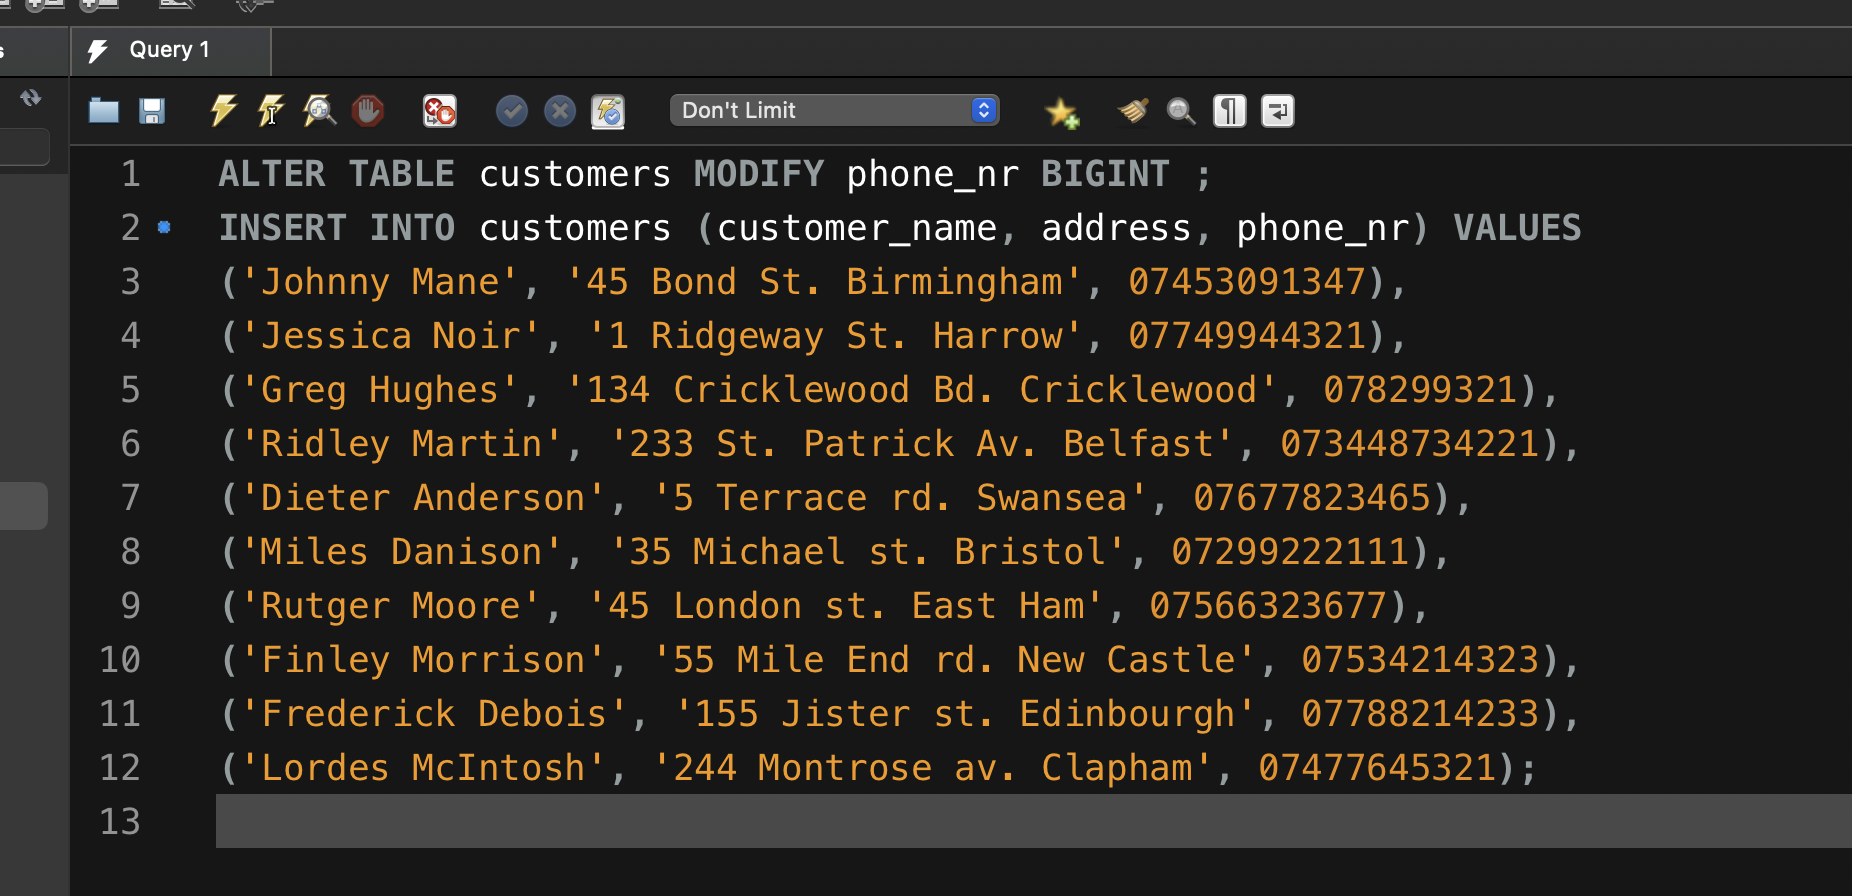 s
Query 1
Don't Limit
1 ALTER TABLE customers MODIFY phone_nr BIGINT ;
2 INSERT INTO customers (customer_name, address, phone_nr) VALUES
3 ('Johnny Mane', '45 Bond St. Birmingham', 07453091347),
4 ('Jessica Noir', '1 Ridgeway St. Harrow', 07749944321),
5 ('Greg Hughes', '134 Cricklewood Bd. Cricklewood', 078299321),
6 ('Ridley Martin', '233 St. Patrick Av. Belfast', 073448734221),
7 ('Dieter Anderson', '5 Terrace rd. Swansea', 07677823465),
8 ('Miles Danison', '35 Michael st. Bristol', 07299222111),
9 ('Rutger Moore', '45 London st. East Ham', 07566323677),
10 ('Finley Morrison', '55 Mile End rd. New Castle', 07534214323),
11 ('Frederick Debois', '155 Jister st. Edinbourgh', 07788214233),
12 ('Lordes McIntosh', '244 Montrose av. Clapham', 07477645321);
13